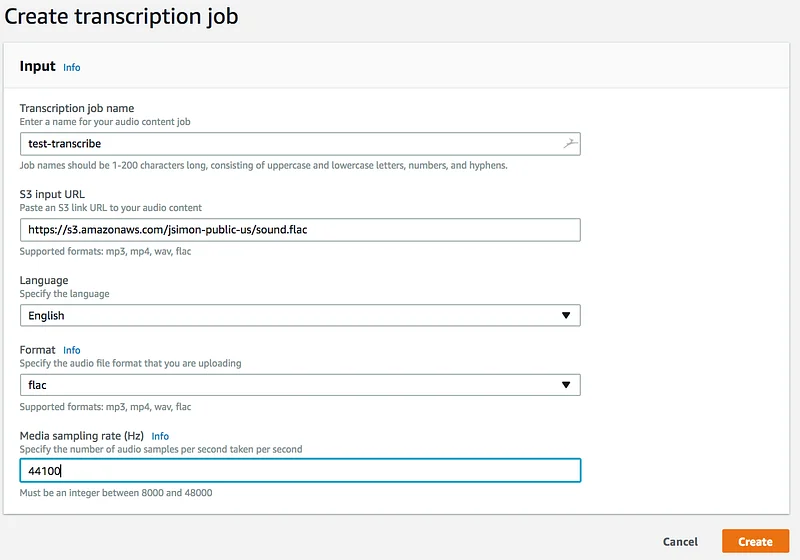 Create transcription job
Input Info
Transcription job name
Enter a name for your audio content job
test-transcribe
Job names should be 1-200 characters long, consisting of uppercase and lowercase letters, numbers, and hyphens.
S3 input URL
Paste an S3 link URL to your audio content
https://s3.amazonaws.com/jsimon-public-us/sound.flac
Supported formats: mp3, mp4, wav, flac
Language
Specify the language
English
Format Info
Specify the audio file format that you are uploading
flac
Supported formats: mp3, mp4, wav, flac
Media sampling rate (Hz) Info
Specify the number of audio samples per second taken per second
44100
Must be an integer between 8000 and 48000
Cancel Create